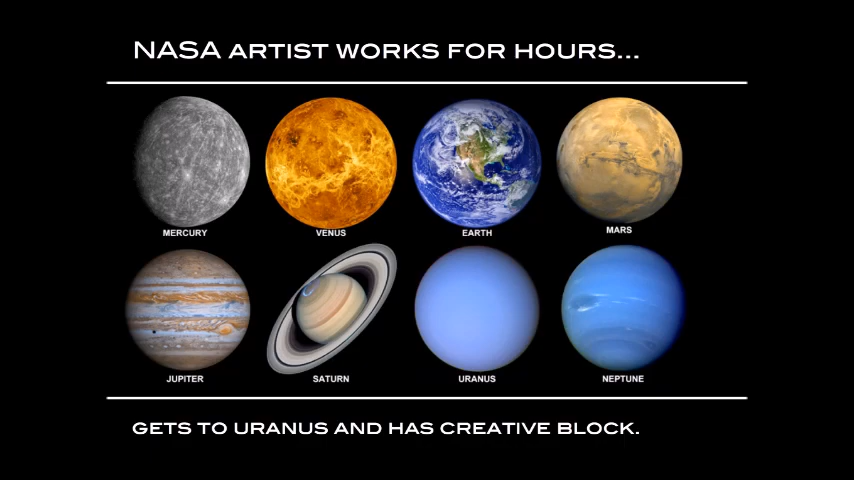 NASA ARTIST WORKS FOR HOURS...
MERCURY VENUS EARTH MARS
JUPITER SATURN URANUS NEPTUNE
GETS TO URANUS AND HAS CREATIVE BLOCK.